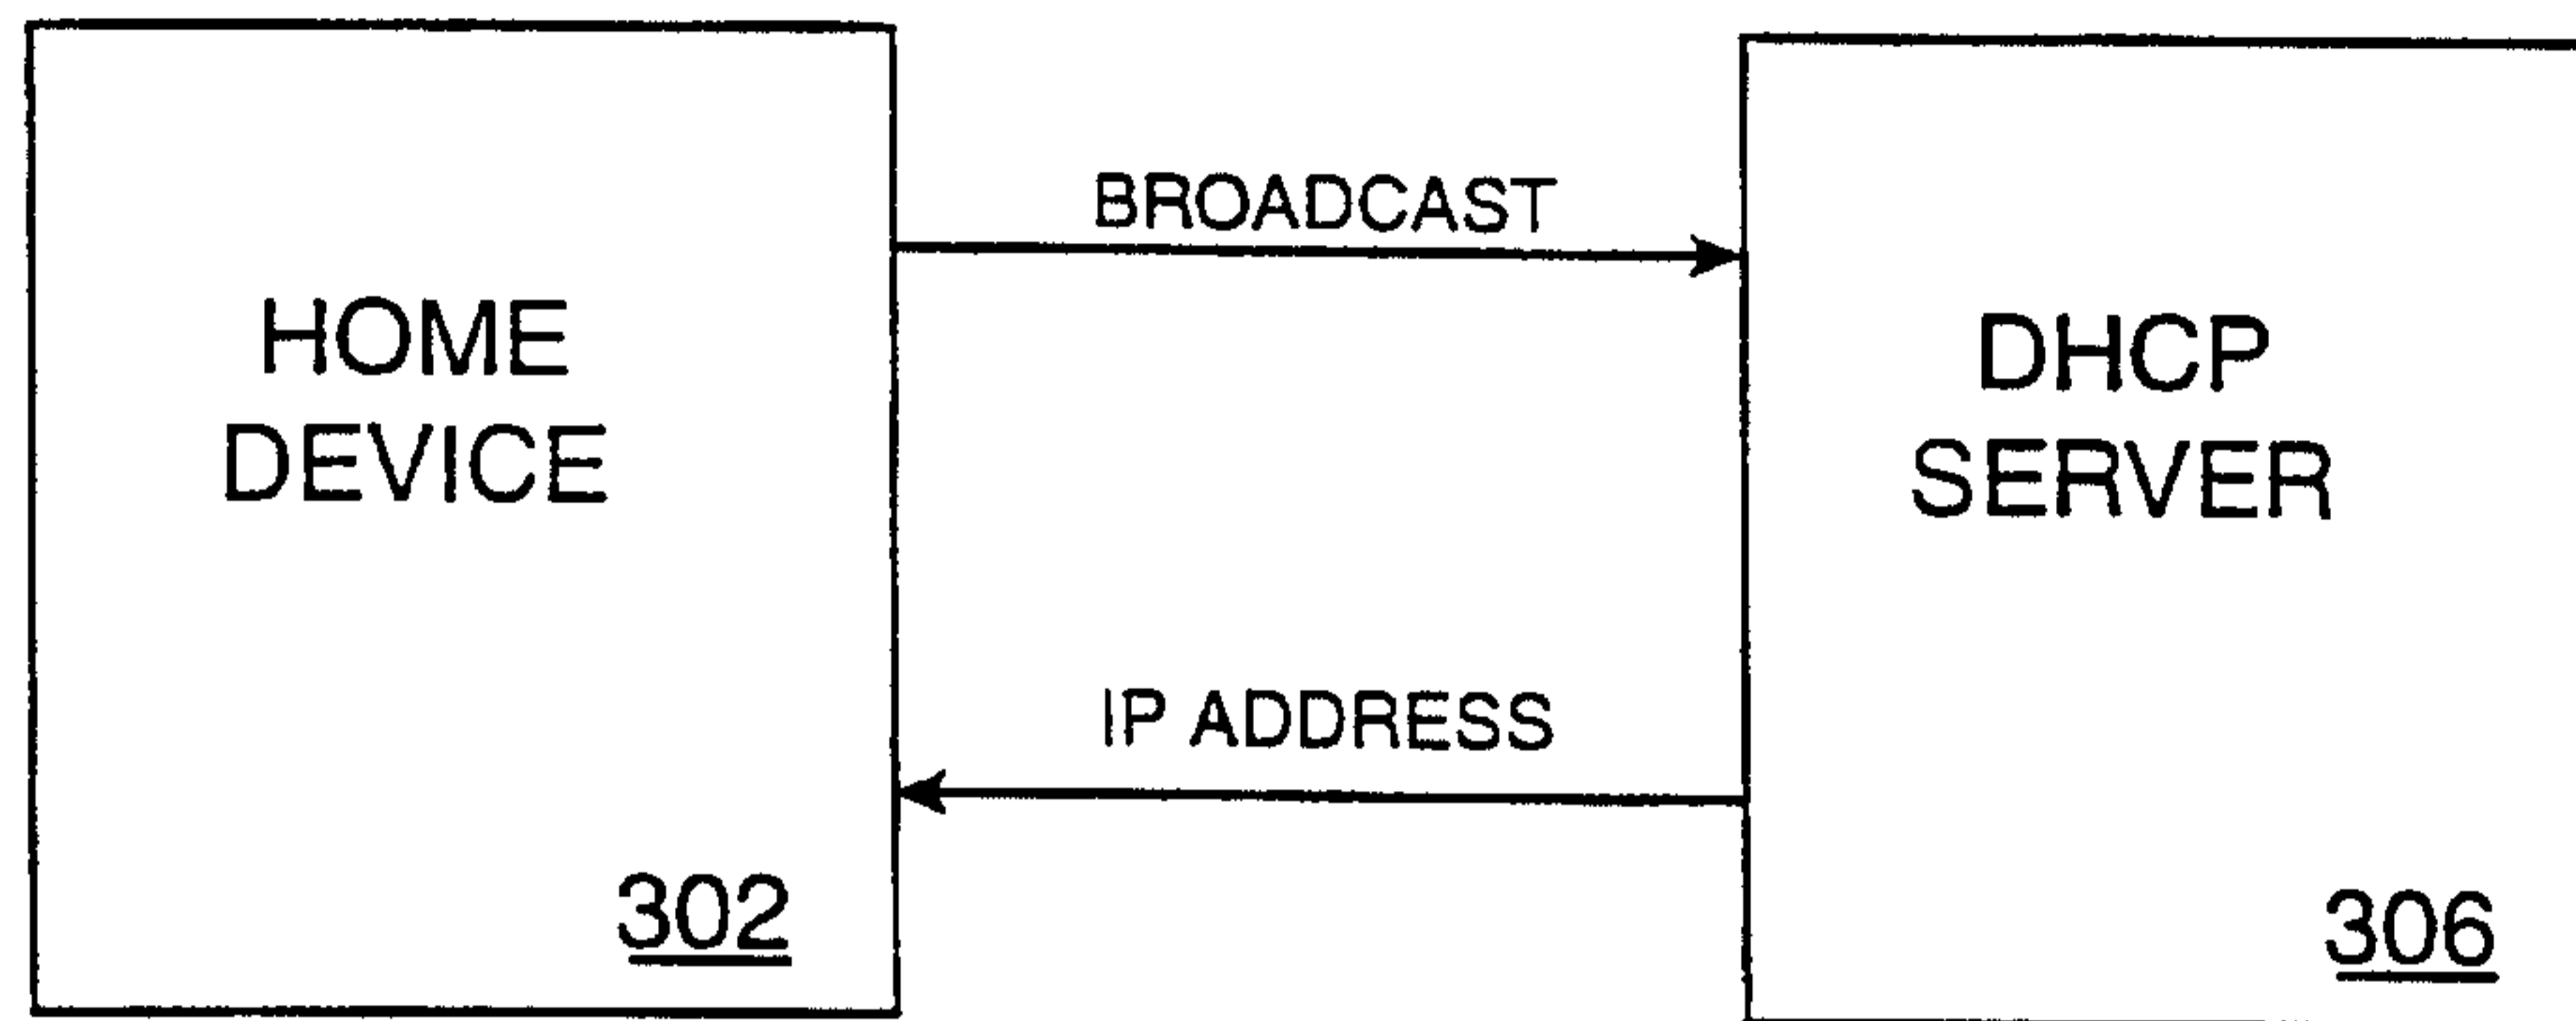 HOME
DEVICE
302
BROADCAST
IP ADDRESS
DHCP
SERVER
306